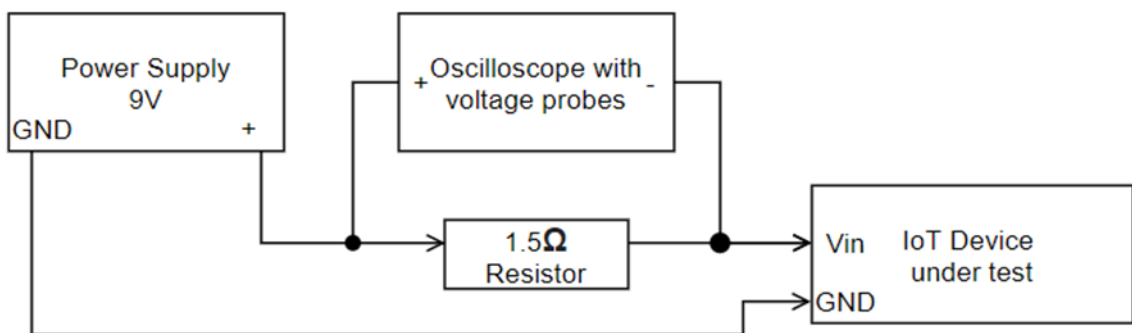 Power Supply
9V
GND +
+ Oscilloscope with -
voltage probes
1.5Ω
Resistor
Vin IoT Device
under test
GND